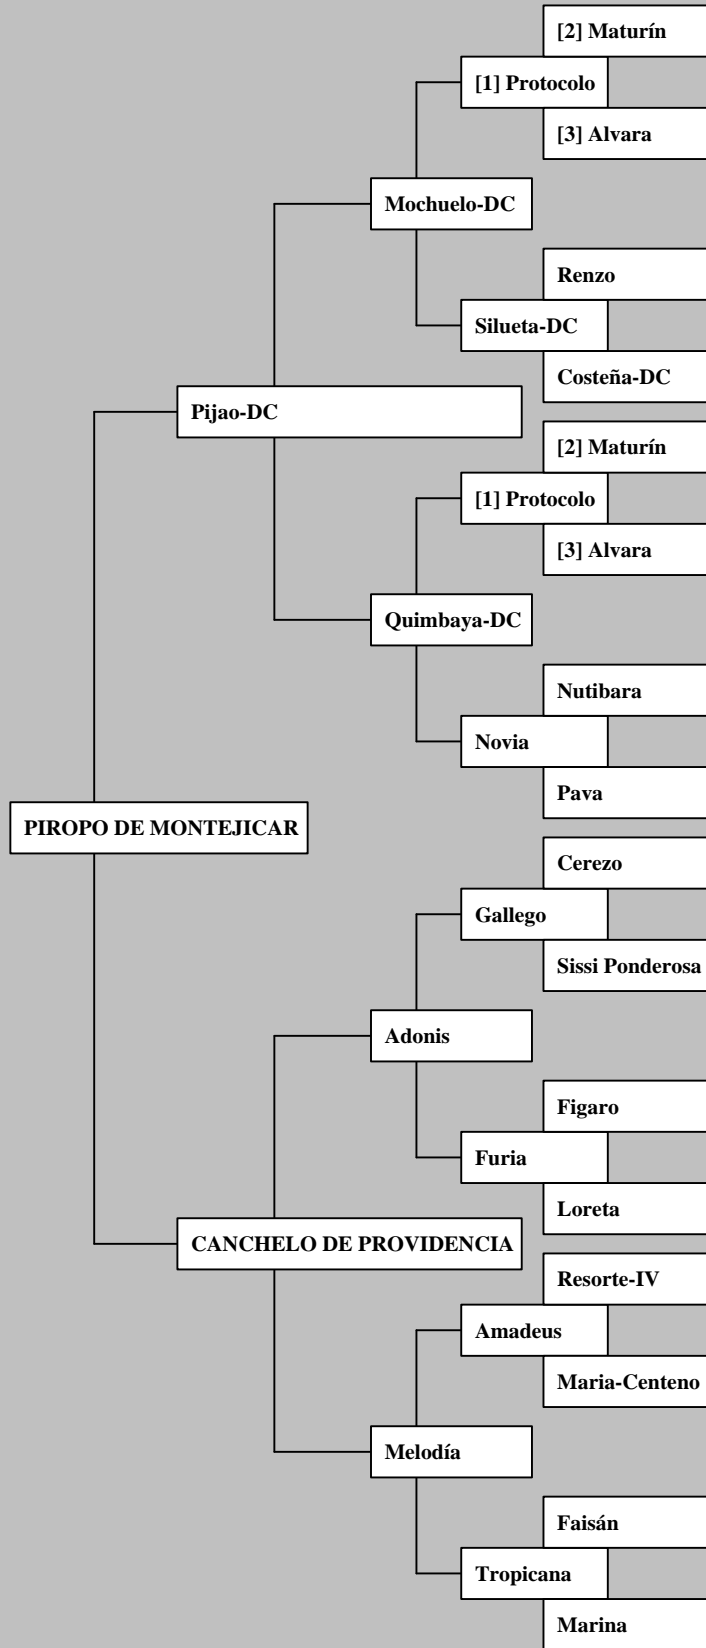 [2] Maturín
[1] Protocolo
[3] Alvara
Mochuelo-DC
Renzo
Silueta-DC
Costeña-DC
Pijao-DC
[2] Maturín
[1] Protocolo
[3] Alvara
Quimbaya-DC
Nutibara
Novia
Pava
PIROPO DE MONTEJICAR
Cerezo
Gallego
Sissi Ponderosa
Adonis
Figaro
Furia
Loreta
CANCHELO DE PROVIDENCIA
Resorte-IV
Amadeus
Maria-Centeno
Melodía
Faisán
Tropicana
Marina